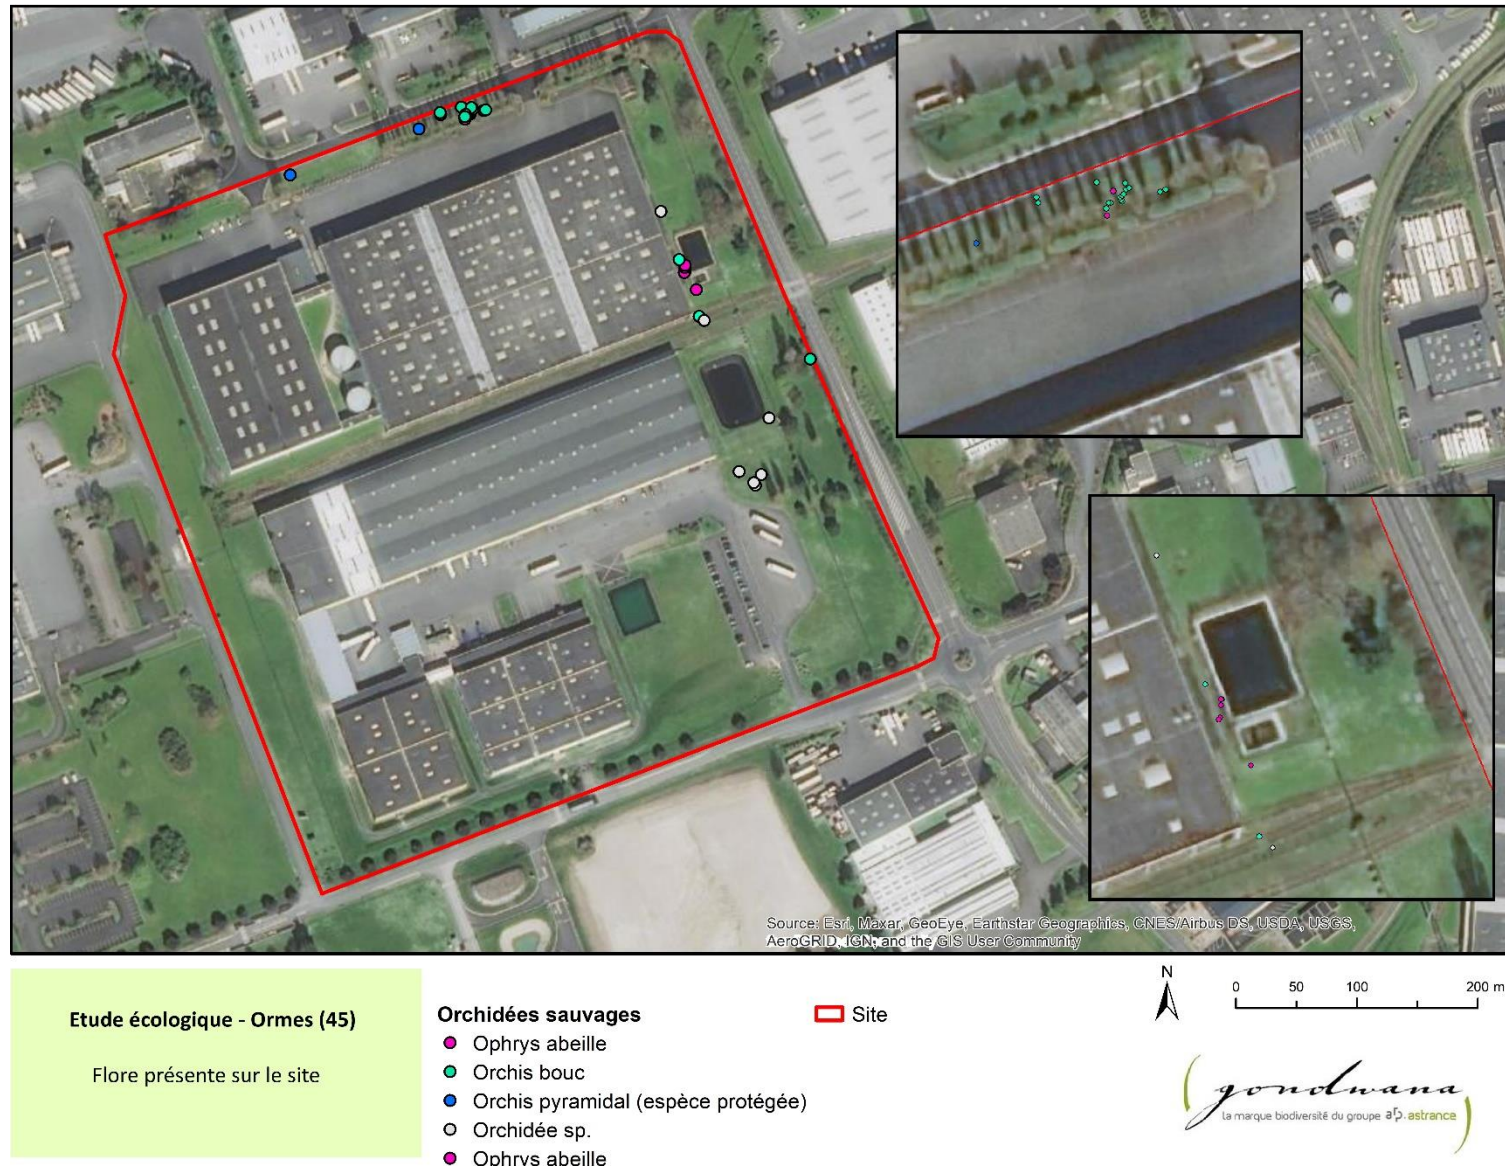 Source: Esri, Maxar, GeoEye, Earthstar Geographics, CNES/Airbus DS, USDA, USGS,
AeroGRID, IGN, and the GIS User Community
Etude écologique - Ormes (45)
Flore présente sur le site
Orchidées sauvages
Ophrys abeille
Orchis bouc
Orchis pyramidal (espèce protégée)
Orchidée sp.
Ophrys abeille
Site
N
0 50 100 200 m
gondwana
la marque biodiversité du groupe arp. astrance